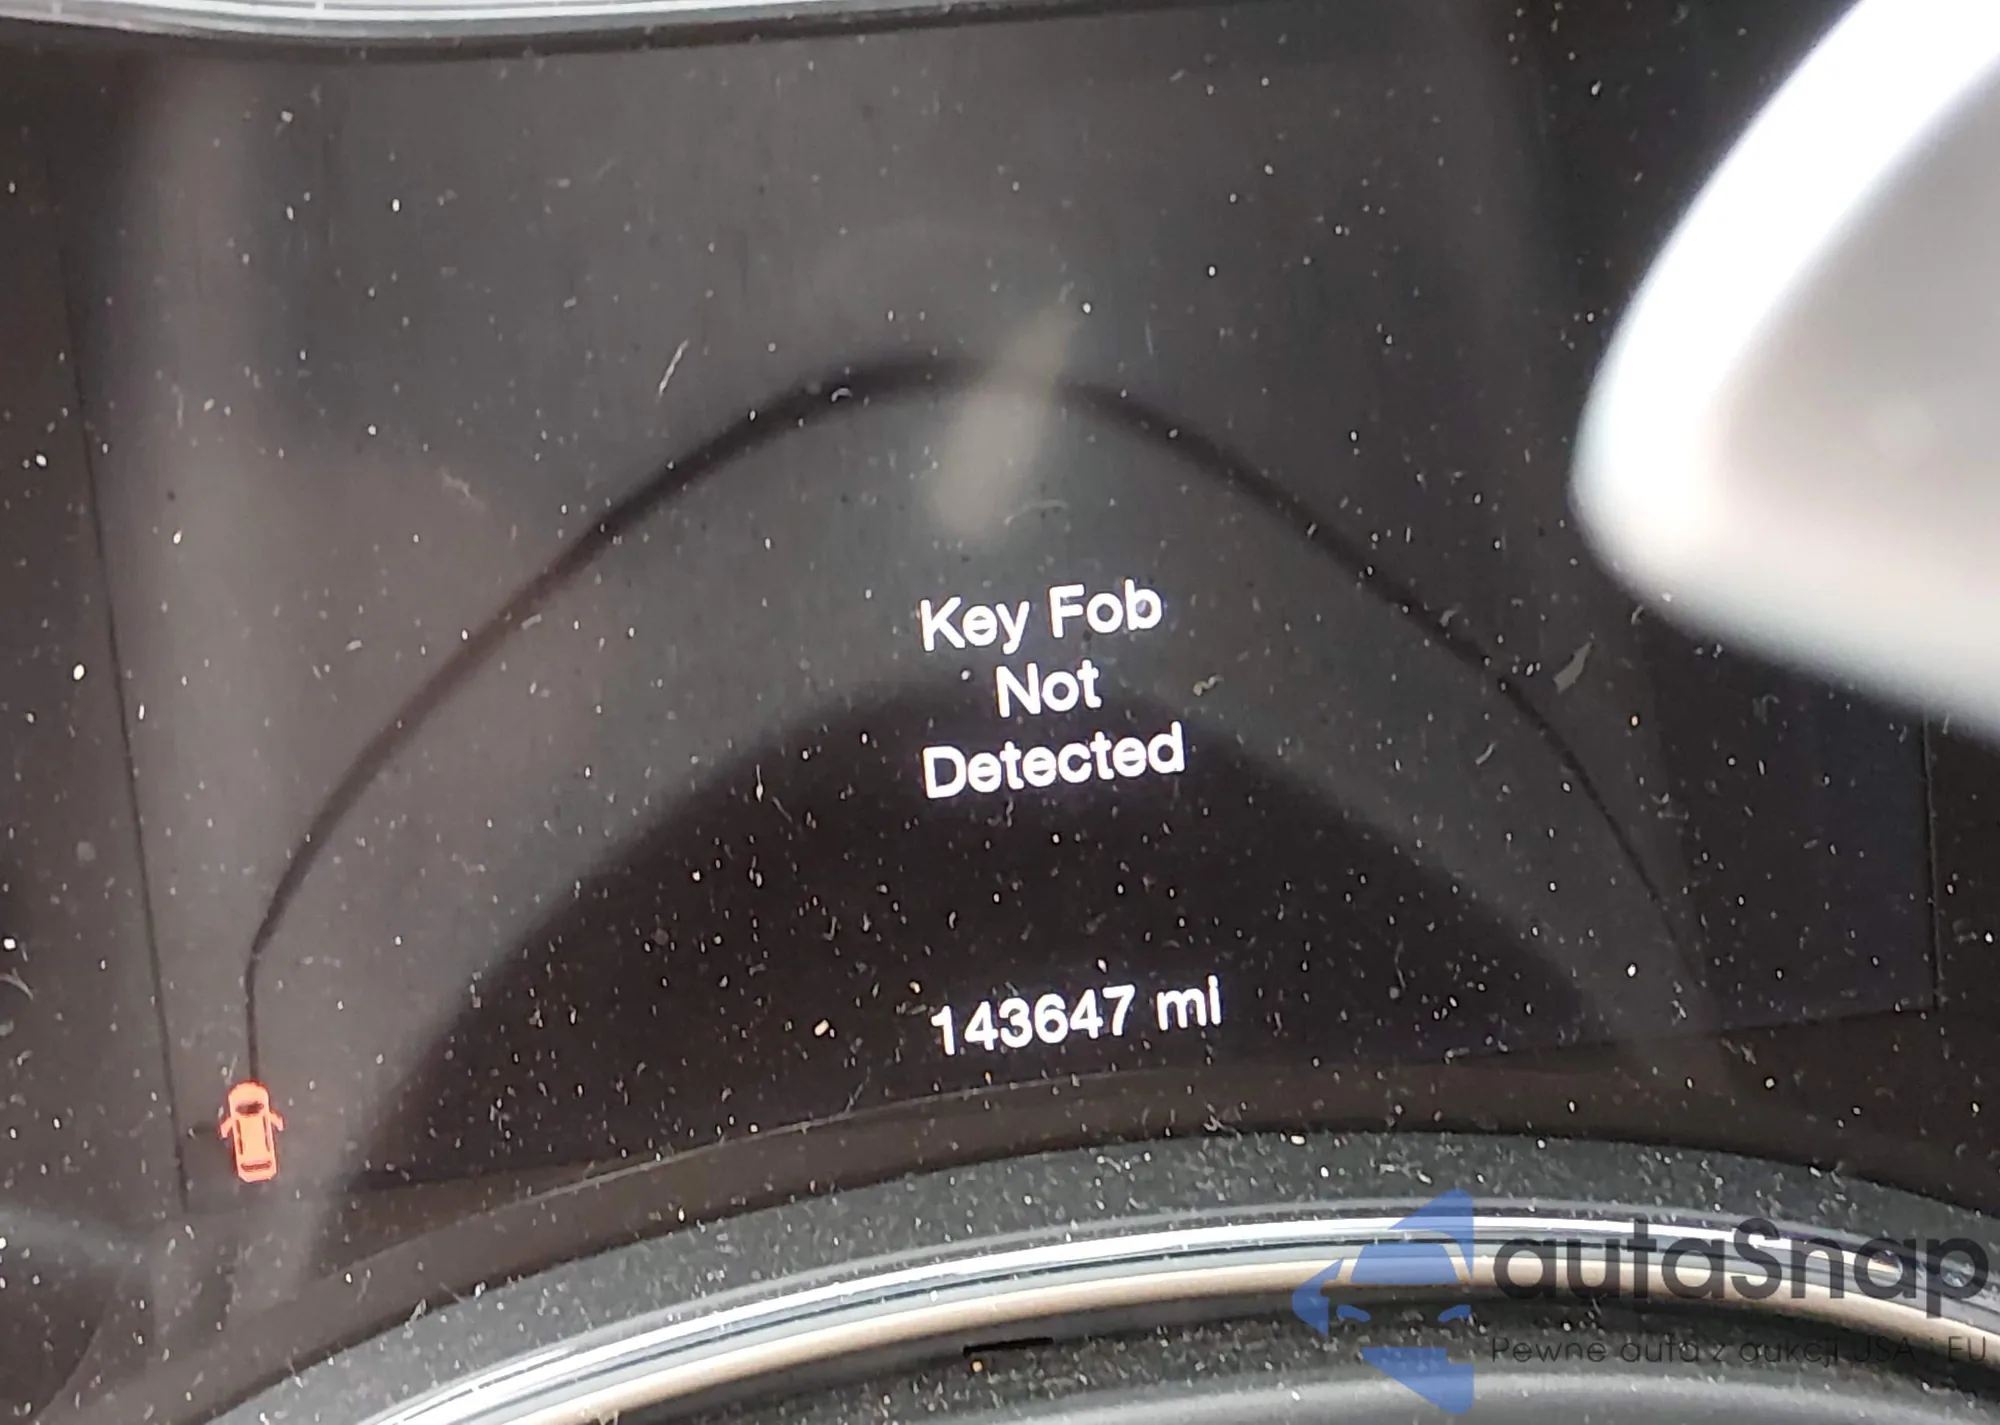 Key Fob
Not
Detected
143647 mi
autaSnap
Pewne auta z aukcji USA i EU